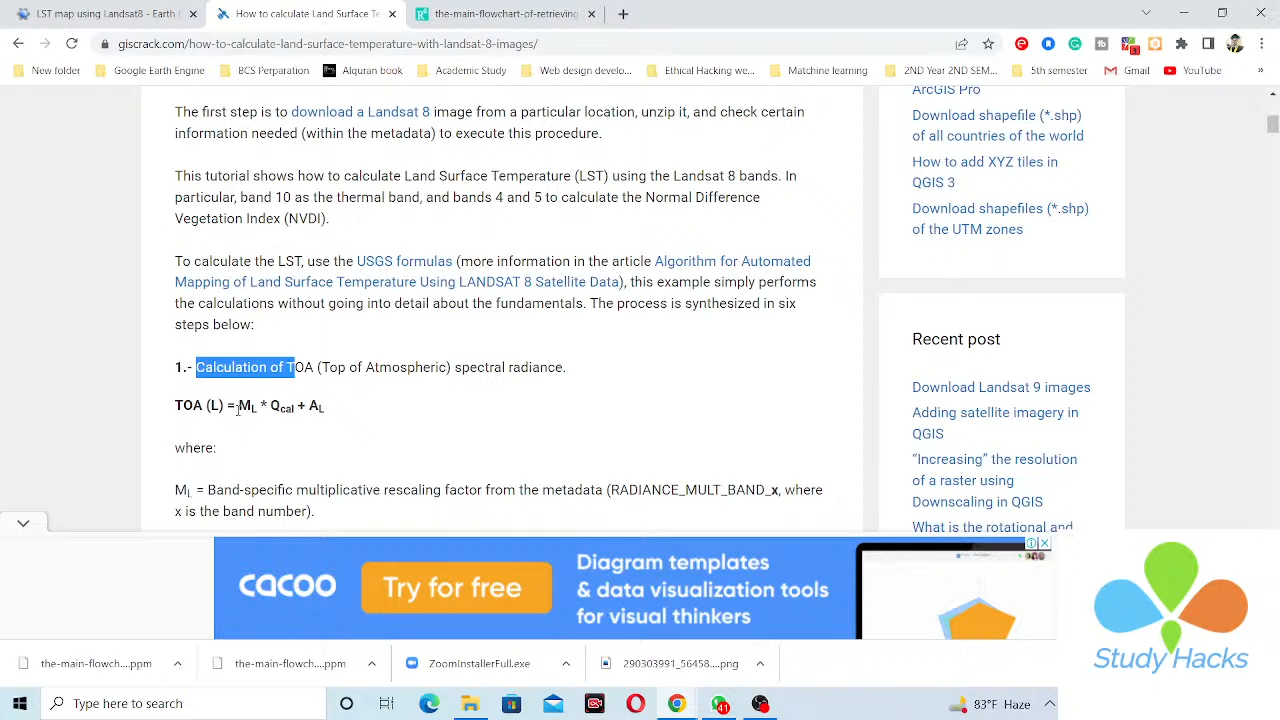 LST map using Landsat8 - Earth E
How to calculate Land Surface Te
the-main-flowchart-of-retrieving
giscrack.com/how-to-calculate-land-surface-temperature-with-landsat-8-images/
New folder
Google Earth Engine
BCS Perparation
Alquran book
Academic Study
Web design develo...
Ethical Hacking we...
Matchine learning
2ND Year 2ND SEM...
5th semester
Gmail
YouTube
»
The first step is to download a Landsat 8 image from a particular location, unzip it, and check certain
information needed (within the metadata) to execute this procedure.
This tutorial shows how to calculate Land Surface Temperature (LST) using the Landsat 8 bands. In
particular, band 10 as the thermal band, and bands 4 and 5 to calculate the Normal Difference
Vegetation Index (NVDI).
To calculate the LST, use the USGS formulas (more information in the article Algorithm for Automated
Mapping of Land Surface Temperature Using LANDSAT 8 Satellite Data), this example simply performs
the calculations without going into detail about the fundamentals. The process is synthesized in six
steps below:
1.- Calculation of TOA (Top of Atmospheric) spectral radiance.
TOA (L) = ML * Qcal + AL
where:
ML = Band-specific multiplicative rescaling factor from the metadata (RADIANCE_MULT_BAND_x, where
x is the band number).
ArcGIS Pro
Download shapefile (*.shp)
of all countries of the world
How to add XYZ tiles in
QGIS 3
Download shapefiles (*.shp)
of the UTM zones
Recent post
Download Landsat 9 images
Adding satellite imagery in
QGIS
“Increasing” the resolution
of a raster using
Downscaling in QGIS
What is the rotational and
cacoo
Try for free
Diagram templates
& data visualization tools
for visual thinkers
Study Hacks
the-main-flowch....ppm
the-main-flowch....ppm
ZoomInstallerFull.exe
290303991_56458....png
Type here to search
41
83°F Haze